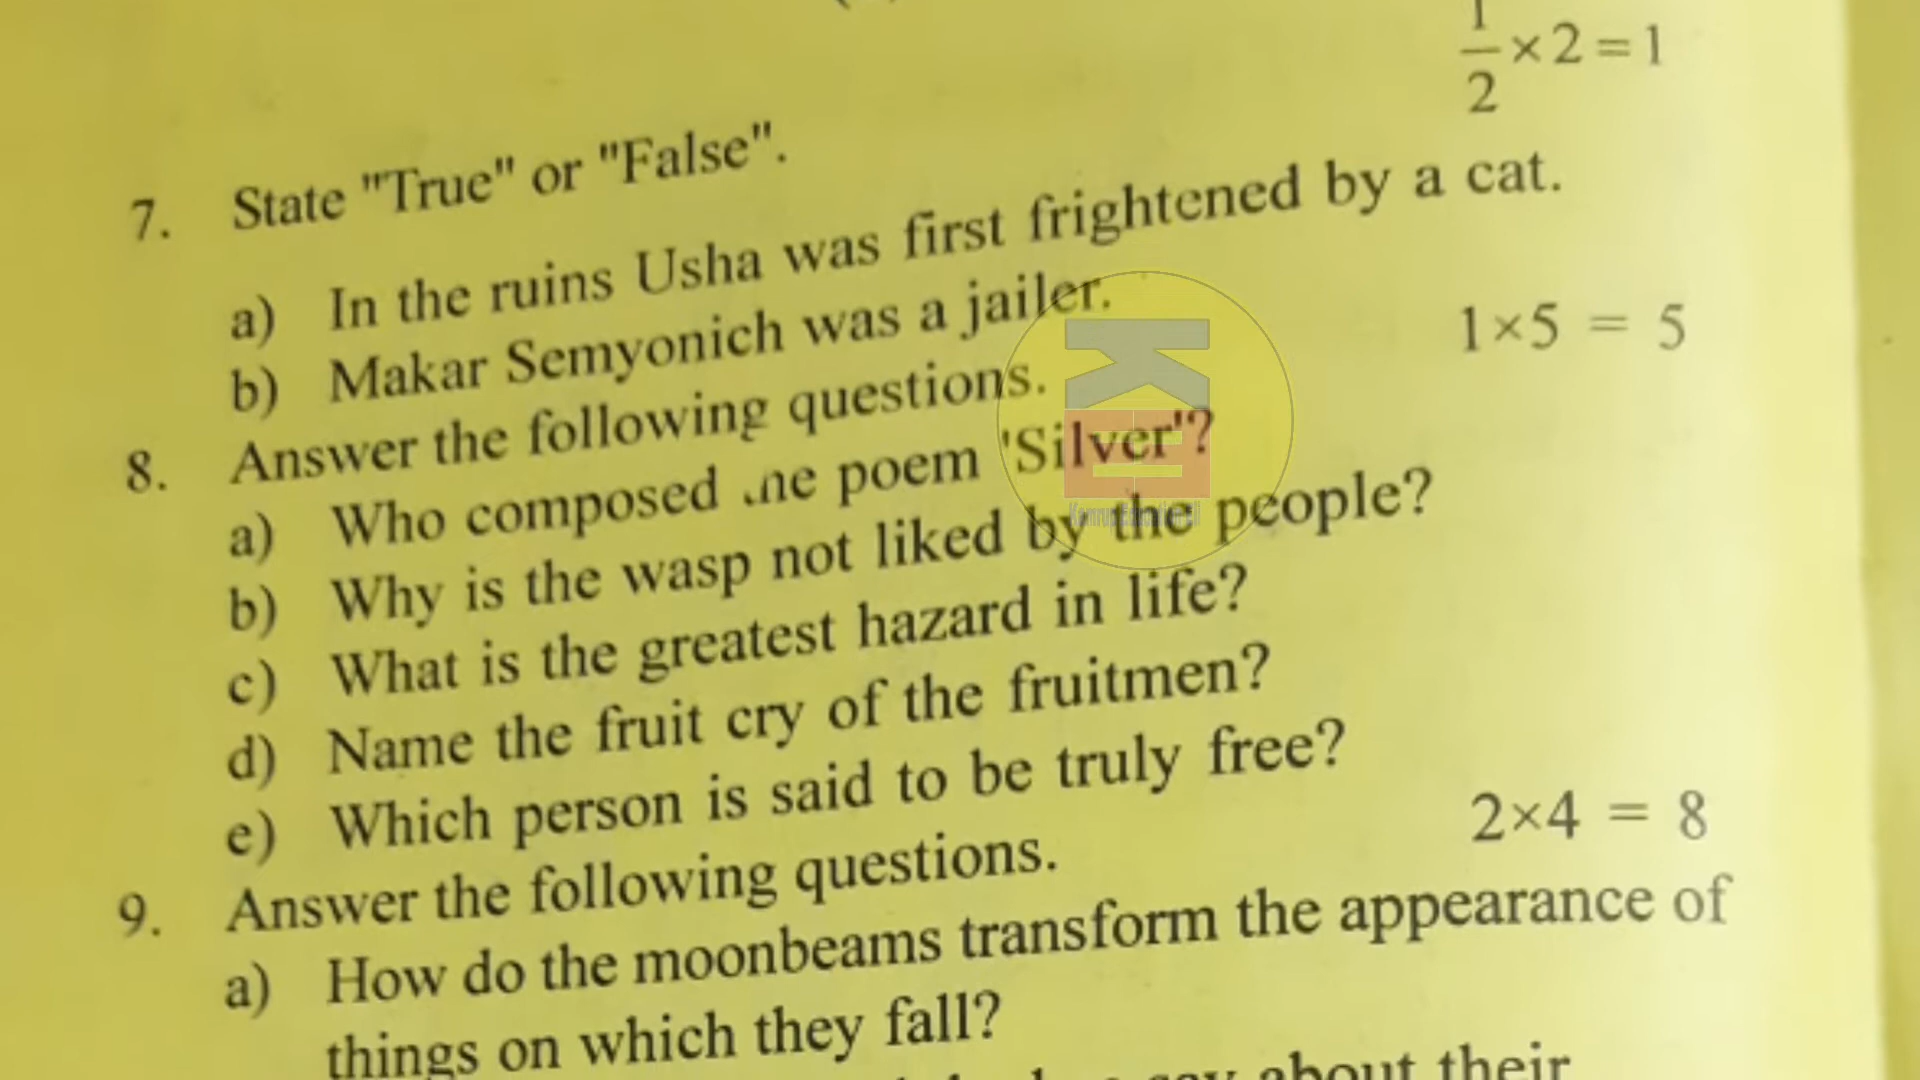 1/2 × 2 = 1
7. State "True" or "False".
a) In the ruins Usha was first frightened by a cat.
b) Makar Semyonich was a jailer.
1×5 = 5
8. Answer the following questions.
a) Who composed poem 'Silver'?
b) Why is the wasp not liked by the people?
c) What is the greatest hazard in life?
d) Name the fruit cry of the fruitmen?
e) Which person is said to be truly free?
2×4 = 8
9. Answer the following questions.
a) How do the moonbeams transform the appearance of
things on which they fall?
about their